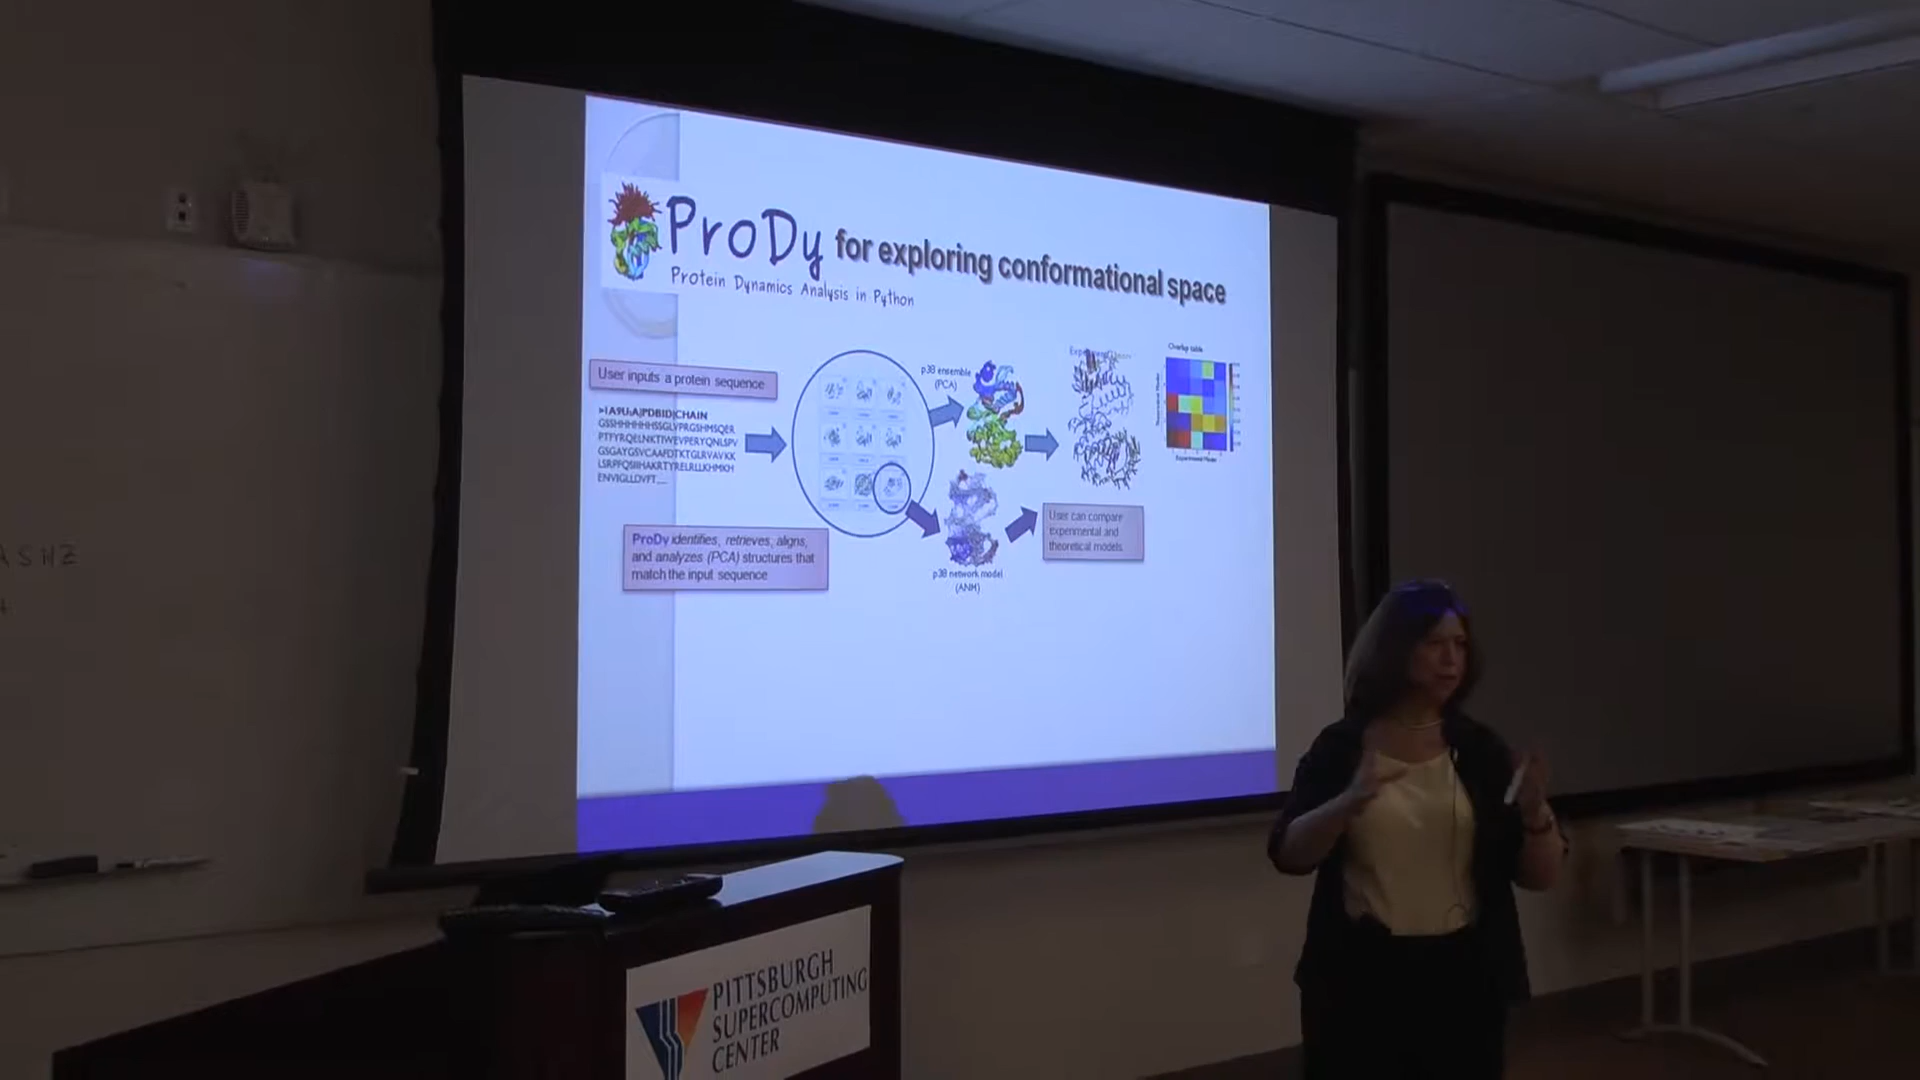 ProDy for exploring conformational space
Protein Dynamics Analysis in Python
User inputs a protein sequence
>1A9U:A|PDBID|CHAIN
GSSHHHHHHSSGLVPRGSHMSQER
PTFYRQELNKTIWEVPERYQNLSPV
GSGAYGSVCAAFDTKTGLRVAVKK
LSRPFQSIIHAKRTYRELRLLKHMKH
ENVIGLLDVFT....
ProDy identifies, retrieves, aligns,
and analyzes (PCA) structures that
match the input sequence
p38 ensemble
(PCA)
p38 network model
(ANM)
Overlap table
User can compare
experimental and
theoretical models.
PITTSBURGH
SUPERCOMPUTING
CENTER